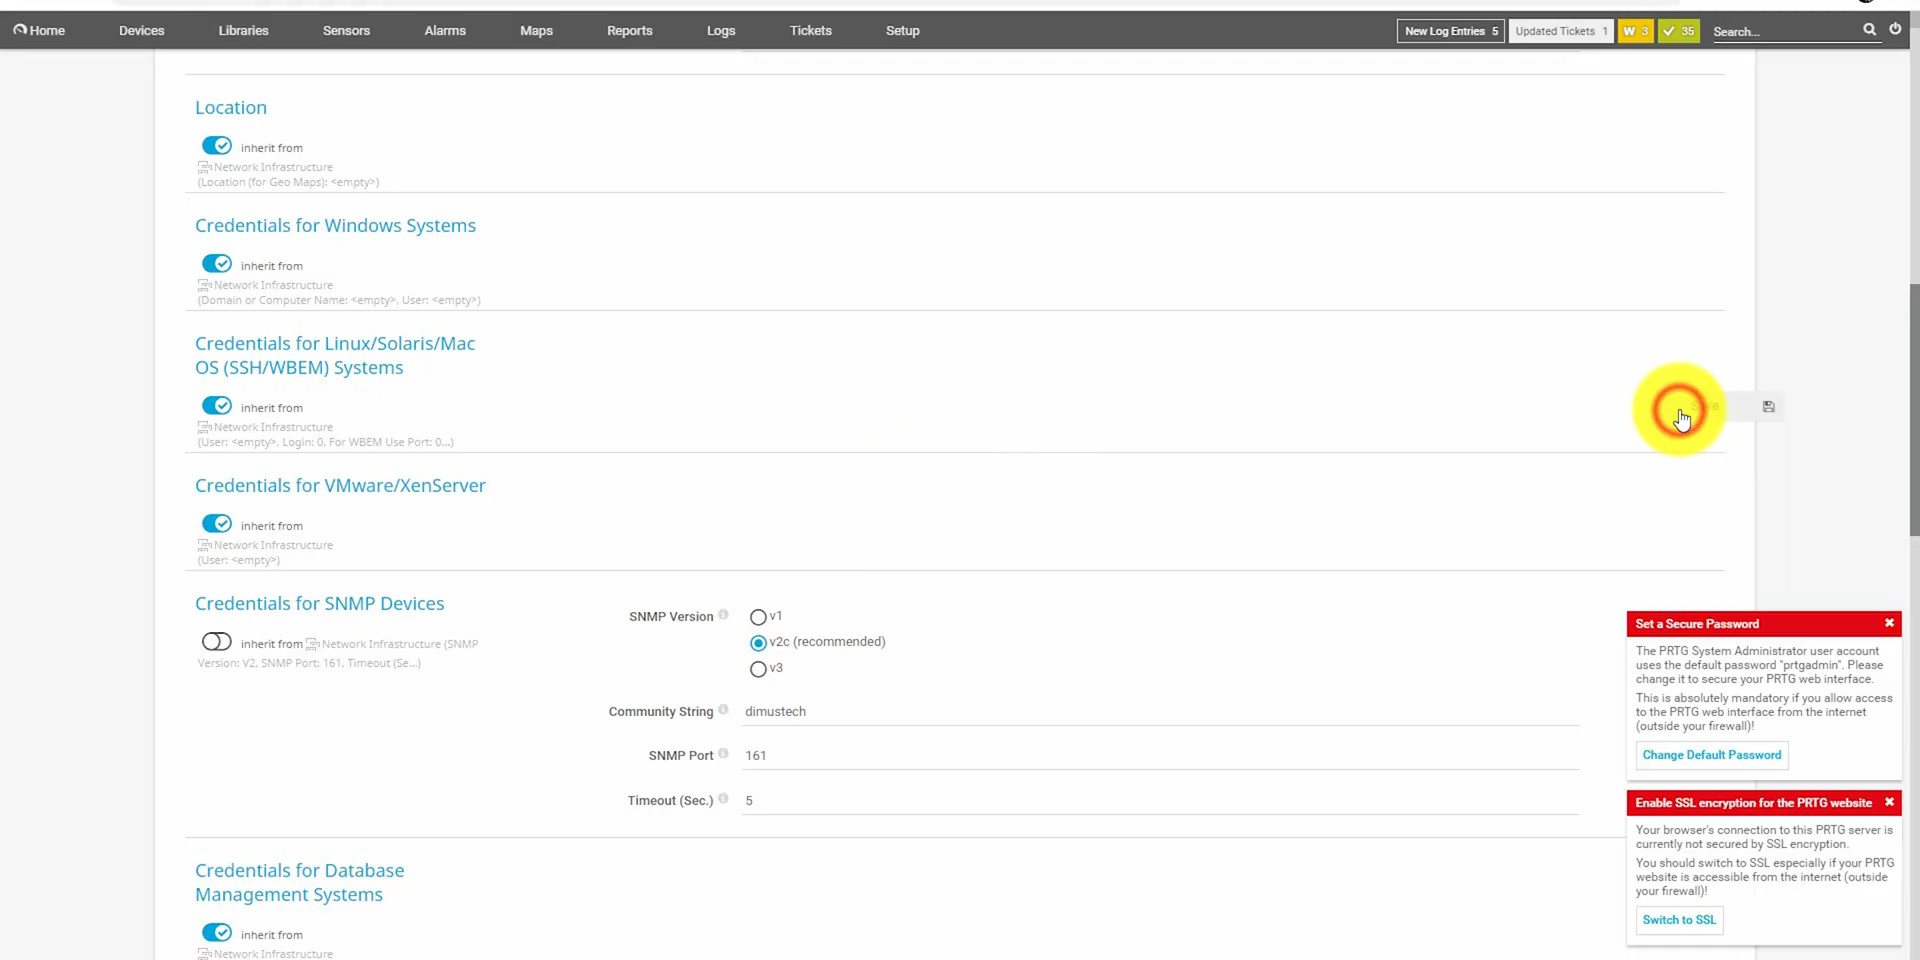 Home Devices Libraries Sensors Alarms Maps Reports Logs Tickets Setup New Log Entries 5 Updated Tickets 1 W 3 35 Search...
Location
inherit from
Network Infrastructure
(Location (for Geo Maps): <empty>)
Credentials for Windows Systems
inherit from
Network Infrastructure
(Domain or Computer Name: <empty>, User: <empty>)
Credentials for Linux/Solaris/Mac
OS (SSH/WBEM) Systems
inherit from
Network Infrastructure
(User: <empty>, Login: 0, For WBEM Use Port: 0...)
Credentials for VMware/XenServer
inherit from
Network Infrastructure
(User: <empty>)
Credentials for SNMP Devices
inherit from Network Infrastructure (SNMP
Version: V2, SNMP Port: 161, Timeout (Se...)
SNMP Version
v1
v2c (recommended)
v3
Community String dimustech
SNMP Port 161
Timeout (Sec.) 5
Credentials for Database
Management Systems
inherit from
Network Infrastructure
Set a Secure Password
The PRTG System Administrator user account
uses the default password "prtgadmin". Please
change it to secure your PRTG web interface.
This is absolutely mandatory if you allow access
to the PRTG web interface from the internet
(outside your firewall)!
Change Default Password
Enable SSL encryption for the PRTG website
Your browser's connection to this PRTG server is
currently not secured by SSL encryption.
You should switch to SSL especially if your PRTG
website is accessible from the internet (outside
your firewall)!
Switch to SSL